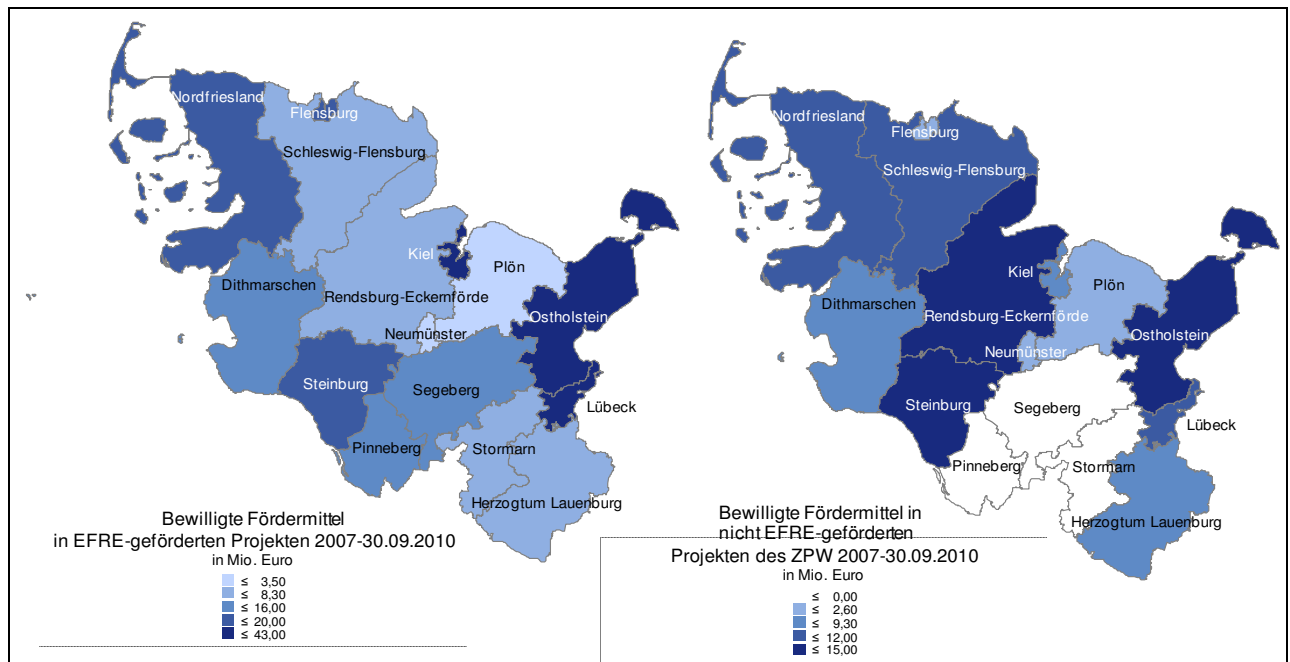 Nordfriesland
Flensburg
Schleswig-Flensburg
Kiel
Plön
Dithmarschen
Rendsburg-Eckernförde
Ostholstein
Neumünster
Steinburg
Segeberg
Lübeck
Pinneberg
Stormarn
Herzogtum Lauenburg
Bewilligte Fördermittel
in EFRE-geförderten Projekten 2007-30.09.2010
in Mio. Euro
≤ 3,50
≤ 8,30
≤ 16,00
≤ 20,00
≤ 43,00
Nordfriesland
Flensburg
Schleswig-Flensburg
Kiel
Plön
Dithmarschen
Rendsburg-Eckernförde
Ostholstein
Neumünster
Steinburg
Segeberg
Lübeck
Pinneberg
Stormarn
Herzogtum Lauenburg
Bewilligte Fördermittel in
nicht EFRE-geförderten
Projekten des ZPW 2007-30.09.2010
in Mio. Euro
≤ 0,00
≤ 2,60
≤ 9,30
≤ 12,00
≤ 15,00